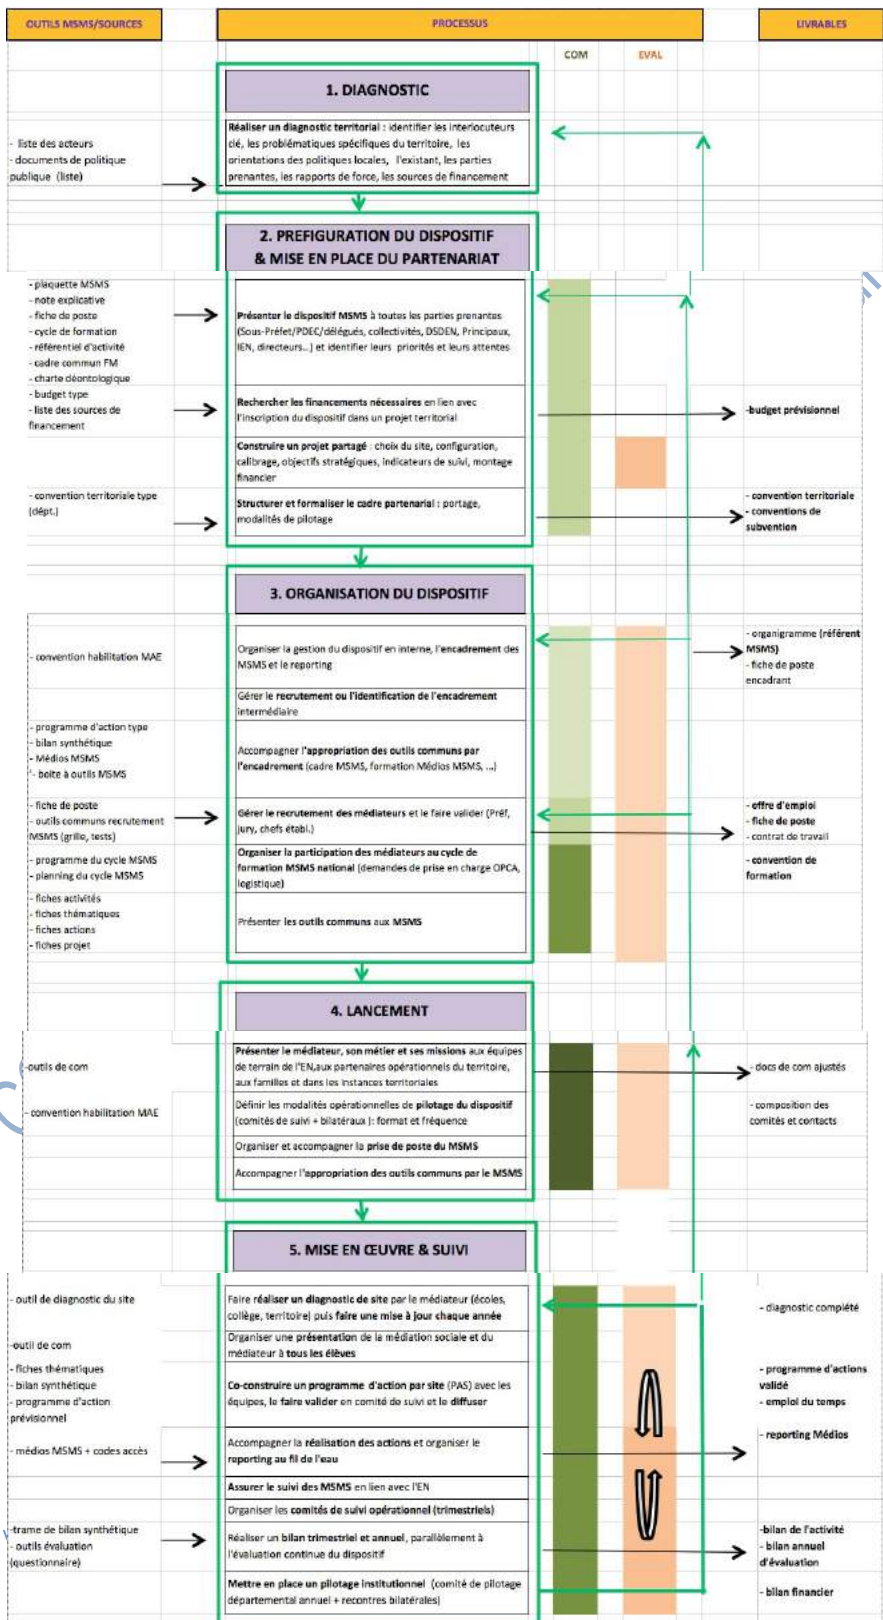 OUTILS MSMS/SOURCES
PROCESSUS
LIVRABLES
COM
EVAL
1. DIAGNOSTIC
- liste des acteurs
- documents de politique
publique (liste)
Réaliser un diagnostic territorial : identifier les interlocuteurs
clé, les problématiques spécifiques du territoire, les
orientations des politiques locales, l'existant, les parties
prenantes, les rapports de force, les sources de financement
2. PREFIGURATION DU DISPOSITIF
& MISE EN PLACE DU PARTENARIAT
- plaquette MSMS
- note explicative
- fiche de poste
- cycle de formation
- référentiel d'activité
- cadre commun FM
- charte déontologique
Présenter le dispositif MSMS à toutes les parties prenantes
(Sous-Préfet/PDEC/délégués, collectivités, DSDEN, Principaux,
IEN, directeurs...) et identifier leurs priorités et leurs attentes
- budget type
- liste des sources de
financement
Rechercher les financements nécessaires en lien avec
l'inscription du dispositif dans un projet territorial
-budget prévisionnel
Construire un projet partagé : choix du site, configuration,
calibrage, objectifs stratégiques, indicateurs de suivi, montage
financier
- convention territoriale type
(dépt.)
Structurer et formaliser le cadre partenarial : portage,
modalités de pilotage
- convention territoriale
- conventions de
subvention
3. ORGANISATION DU DISPOSITIF
- convention habilitation MAE
Organiser la gestion du dispositif en interne, l'encadrement des
MSMS et le reporting
- organigramme (référent
MSMS)
- fiche de poste
encadrant
Gérer le recrutement ou l'identification de l'encadrement
intermédiaire
- programme d'action type
- bilan synthétique
- Médios MSMS
'- boite à outils MSMS
Accompagner l'appropriation des outils communs par
l'encadrement (cadre MSMS, formation Médios MSMS, ...)
- fiche de poste
- outils communs recrutement
MSMS (grille, tests)
Gérer le recrutement des médiateurs et le faire valider (Préf,
jury, chefs établ.)
- offre d'emploi
- fiche de poste
- contrat de travail
- programme du cycle MSMS
- planning du cycle MSMS
Organiser la participation des médiateurs au cycle de
formation MSMS national (demandes de prise en charge OPCA,
logistique)
- convention de
formation
- fiches activités
- fiches thématiques
- fiches actions
- fiches projet
Présenter les outils communs aux MSMS
4. LANCEMENT
-outils de com
Présenter le médiateur, son métier et ses missions aux équipes
de terrain de l'EN,aux partenaires opérationnels du territoire,
aux familles et dans les instances territoriales
- docs de com ajustés
- convention habilitation MAE
Définir les modalités opérationnelles de pilotage du dispositif
(comités de suivi + bilatéraux ): format et fréquence
- composition des
comités et contacts
Organiser et accompagner la prise de poste du MSMS
Accompagner l'appropriation des outils communs par le MSMS
5. MISE EN ŒUVRE & SUIVI
- outil de diagnostic du site
Faire réaliser un diagnostic de site par le médiateur (écoles,
collège, territoire) puis faire une mise à jour chaque année
- diagnostic complété
-outil de com
Organiser une présentation de la médiation sociale et du
médiateur à tous les élèves
- fiches thématiques
- bilan synthétique
- programme d'action
prévisionnel
Co-construire un programme d'action par site (PAS) avec les
équipes, le faire valider en comité de suivi et le diffuser
- programme d'actions
validé
- emploi du temps
- médios MSMS + codes accès
Accompagner la réalisation des actions et organiser le
reporting au fil de l'eau
- reporting Médios
Assurer le suivi des MSMS en lien avec l'EN
Organiser les comités de suivi opérationnel (trimestriels)
-trame de bilan synthétique
- outils évaluation
(questionnaire)
Réaliser un bilan trimestriel et annuel, parallèlement à
l'évaluation continue du dispositif
-bilan de l'activité
- bilan annuel
d'évaluation
Mettre en place un pilotage institutionnel (comité de pilotage
départemental annuel + recontres bilatérales)
- bilan financier